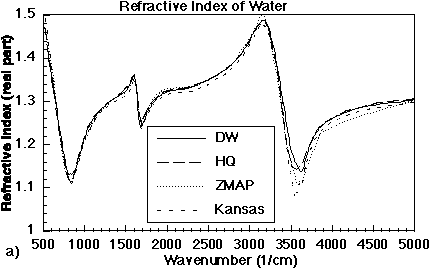 Refractive Index of Water
Refractive Index (real part)
1.5
1.4
1.3
1.2
1.1
1
DW
HQ
ZMAP
Kansas
500 1000 1500 2000 2500 3000 3500 4000 4500 5000
a)
Wavenumber (1/cm)